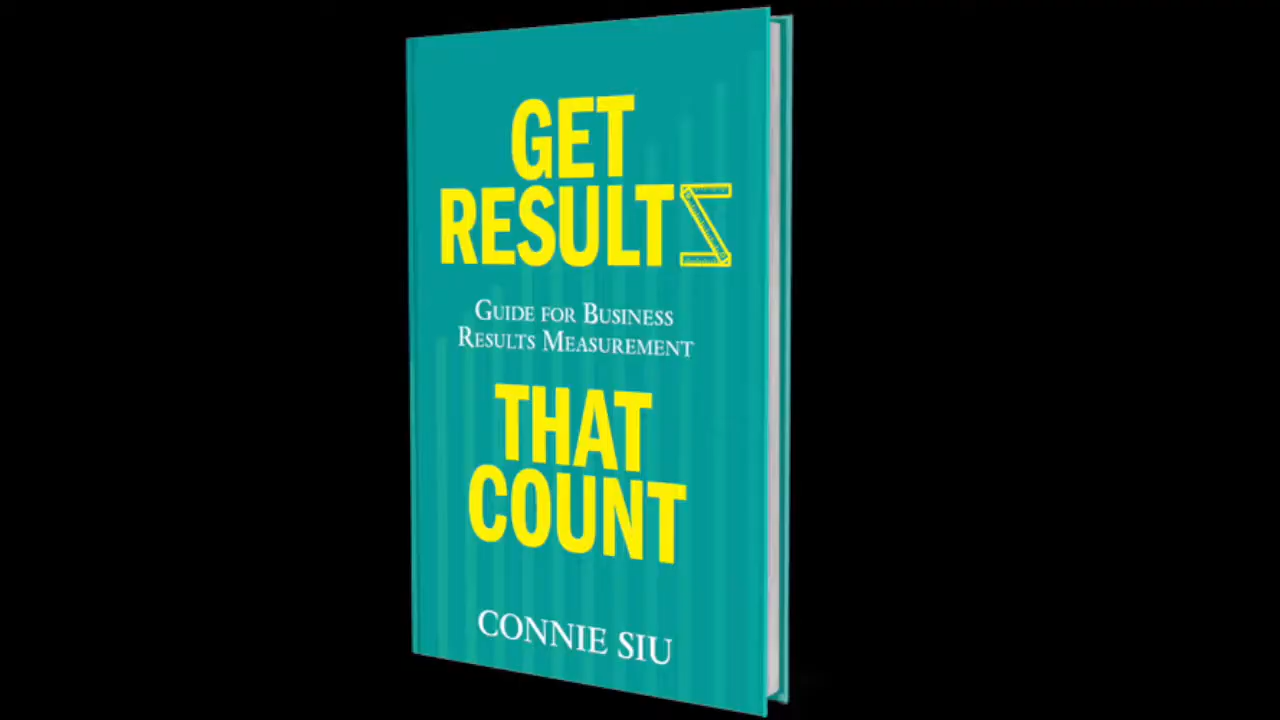 GET
RESULTS
GUIDE FOR BUSINESS
RESULTS MEASUREMENT
THAT
COUNT
CONNIE SIU